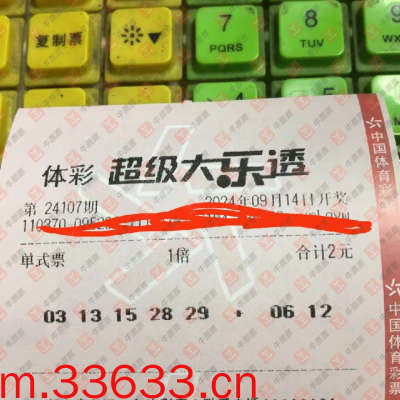 复制票
7
PQRS
8
TUV
9
体彩 超级大乐透
中国体育彩
第 24107期 2024年09月14日开奖
单式票 1倍 合计2元
03 13 15 28 29 + 06 12
m.33633.cn